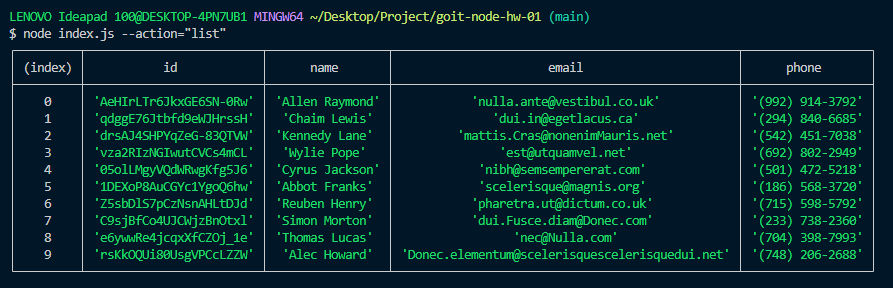 LENOVO Ideapad 100@DESKTOP-4PN7UB1 MINGW64 ~/Desktop/Project/goit-node-hw-01 (main)
$ node index.js --action="list"
(index) id name email phone
0 'AeHIrLTr6JkxGE6SN-0Rw' 'Allen Raymond' 'nulla.ante@vestibul.co.uk' '(992) 914-3792'
1 'qdggE76Jtbfd9eWJHrssH' 'Chaim Lewis' 'dui.in@egetlacus.ca' '(294) 840-6685'
2 'drsAJ4SHPYqZeG-83QTVW' 'Kennedy Lane' 'mattis.Cras@nonenimMauris.net' '(542) 451-7038'
3 'vza2RIzNGIwutCVCs4mCL' 'Wylie Pope' 'est@utquamvel.net' '(692) 802-2949'
4 '05olLMgyVQdWRwgKfg5J6' 'Cyrus Jackson' 'nibh@semsempererat.com' '(501) 472-5218'
5 '1DEXoP8AuCGYc1YgoQ6hw' 'Abbot Franks' 'scelerisque@magnis.org' '(186) 568-3720'
6 'Z5sbDlS7pCzNsnAHLtDJd' 'Reuben Henry' 'pharetra.ut@dictum.co.uk' '(715) 598-5792'
7 'C9sjBfCo4UJCWjzBnOtxl' 'Simon Morton' 'dui.Fusce.diam@Donec.com' '(233) 738-2360'
8 'e6ywwRe4jcqxXfCZOj_1e' 'Thomas Lucas' 'nec@Nulla.com' '(704) 398-7993'
9 'rsKkOQUi80UsgVPCcLZZW' 'Alec Howard' 'Donec.elementum@scelerisquescelerisquedui.net' '(748) 206-2688'